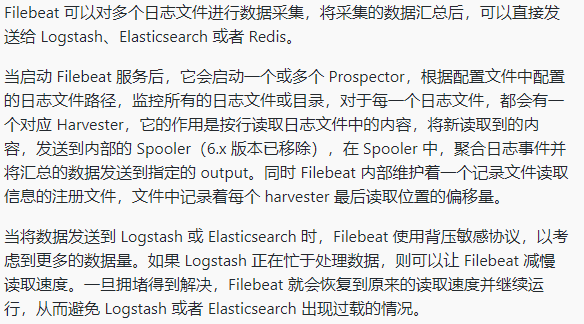 Filebeat 可以对多个日志文件进行数据采集，将采集的数据汇总后，可以直接发
送给 Logstash、Elasticsearch 或者 Redis。
当启动 Filebeat 服务后，它会启动一个或多个 Prospector，根据配置文件中配置
的日志文件路径，监控所有的日志文件或目录，对于每一个日志文件，都会有一
个对应 Harvester，它的作用是按行读取日志文件中的内容，将新读取到的内
容，发送到内部的 Spooler（6.x 版本已移除），在 Spooler 中，聚合日志事件并
将汇总的数据发送到指定的 output。同时 Filebeat 内部维护着一个记录文件读取
信息的注册文件，文件中记录着每个 harvester 最后读取位置的偏移量。
当将数据发送到 Logstash 或 Elasticsearch 时，Filebeat 使用背压敏感协议，以考
虑到更多的数据量。如果 Logstash 正在忙于处理数据，则可以让 Filebeat 减慢
读取速度。一旦拥堵得到解决，Filebeat 就会恢复到原来的读取速度并继续运
行，从而避免 Logstash 或者 Elasticsearch 出现过载的情况。